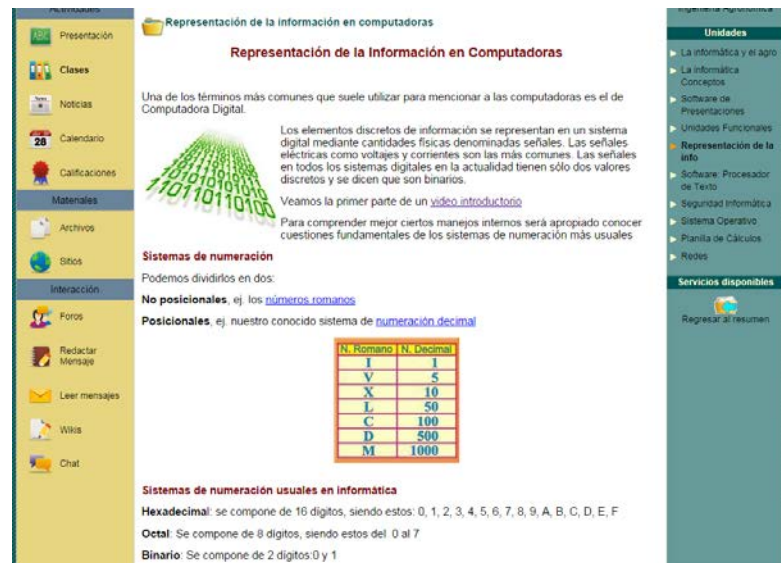 Actividades
Presentación
Clases
Noticias
28
Calendario
Calificaciones
Materiales
Archivos
Sitios
Interacción
Foros
Redactar
Mensaje
Leer mensajes
Wikis
Chat
Representación de la información en computadoras
Representación de la Información en Computadoras
Una de los términos más comunes que suele utilizar para mencionar a las computadoras es el de
Computadora Digital.
Los elementos discretos de información se representan en un sistema
digital mediante cantidades físicas denominadas señales. Las señales
eléctricas como voltajes y corrientes son las más comunes. Las señales
en todos los sistemas digitales en la actualidad tienen sólo dos valores
discretos y se dicen que son binarios.
Veamos la primer parte de un video introductorio
Para comprender mejor ciertos manejos internos será apropiado conocer
cuestiones fundamentales de los sistemas de numeración más usuales
Sistemas de numeración
Podemos dividirlos en dos:
No posicionales, ej. los números romanos
Posicionales, ej. nuestro conocido sistema de numeración decimal
N. Romano N. Decimal
I 1
V 5
X 10
L 50
C 100
D 500
M 1000
Sistemas de numeración usuales en informática
Hexadecimal: se compone de 16 dígitos, siendo estos: 0, 1, 2, 3, 4, 5, 6, 7, 8, 9, A, B, C, D, E, F
Octal: Se compone de 8 dígitos, siendo estos del 0 al 7
Binario: Se compone de 2 dígitos:0 y 1
Ingeniería Agronómica
Unidades
La informática y el agro
La informática
Conceptos
Software de
Presentaciones
Unidades Funcionales
Representación de la
info
Software: Procesador
de Texto
Seguridad Informática
Sistema Operativo
Planilla de Cálculos
Redes
Servicios disponibles
Regresar al resumen